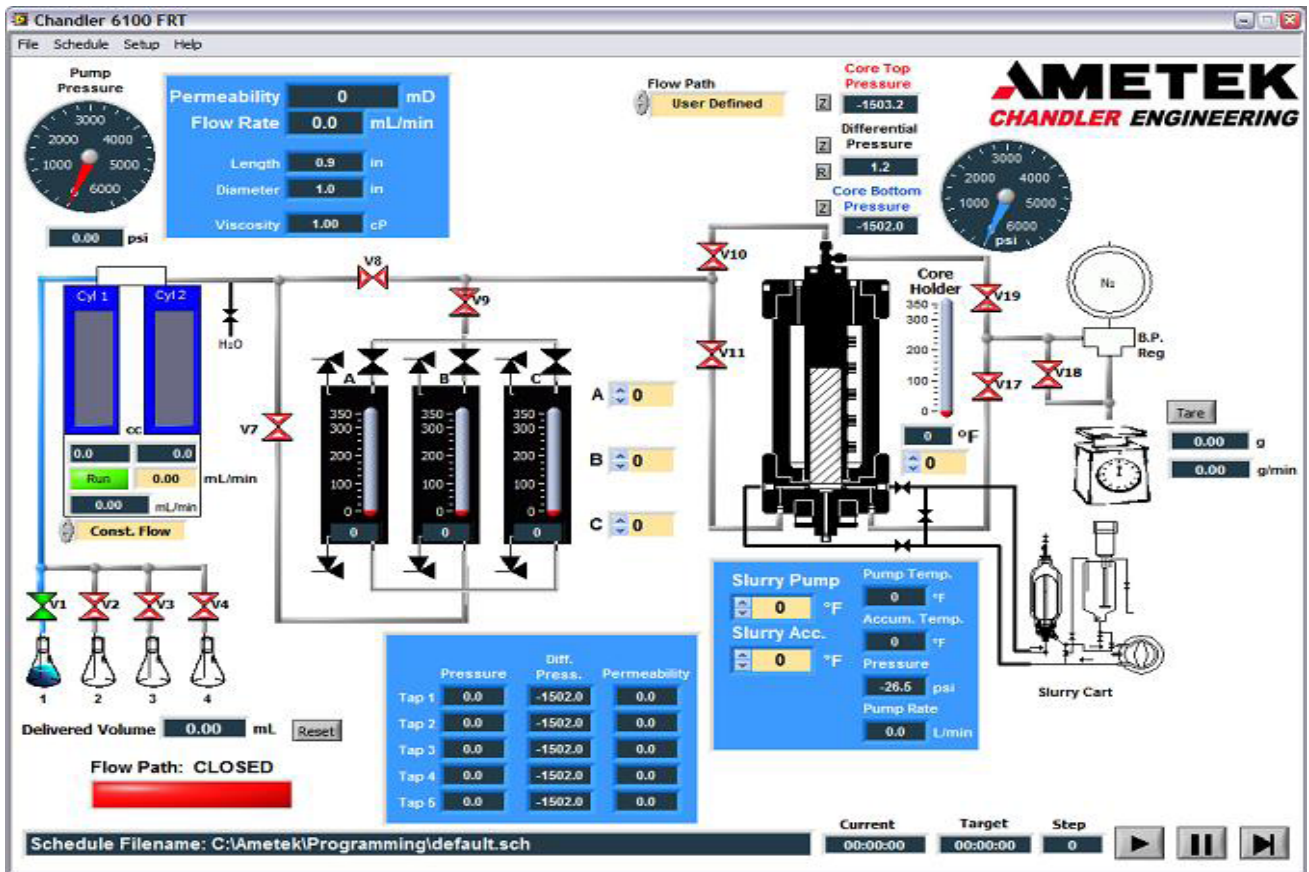 Chandler 6100 FRT
File Schedule Setup Help
Pump
Pressure
3000
2000 4000
1000 5000
0 6000
0.00 psi
Permeability 0 mD
Flow Rate 0.0 mL/min
Length 0.9 in
Diameter 1.0 in
Viscosity 1.00 cP
Flow Path
User Defined
Core Top
Pressure
Z -1503.2
Differential
Z Pressure
R 1.2
Core Bottom
Z Pressure
-1502.0
AMETEK
CHANDLER ENGINEERING
3000
2000 4000
1000 5000
6000
psi
Cyl 1 Cyl 2
cc
0.0 0.0
Run 0.00 mL/min
0.00 mL/min
Const. Flow
H2O
V8
V9
V7
V10
V11
V19
V17
V18
N2
B.P.
Reg
Core
Holder
350
300
200
100
0
0 °F
0
A B C
350 350 350
300 300 300
200 200 200
100 100 100
0 0 0
0 0 0
A 0
B 0
C 0
Tare
0.00 g
0.00 g/min
V1 V2 V3 V4
1 2 3 4
Delivered Volume 0.00 mL Reset
Flow Path: CLOSED
Pressure Diff. Press. Permeability
Tap 1 0.0 -1502.0 0.0
Tap 2 0.0 -1502.0 0.0
Tap 3 0.0 -1502.0 0.0
Tap 4 0.0 -1502.0 0.0
Tap 5 0.0 -1502.0 0.0
Slurry Pump
0 °F
Slurry Acc.
0 °F
Pump Temp.
0 °F
Accum. Temp.
0 °F
Pressure
-26.5 psi
Pump Rate
0.0 L/min
Slurry Cart
Schedule Filename: C:\Ametek\Programming\default.sch
Current Target Step
00:00:00 00:00:00 0